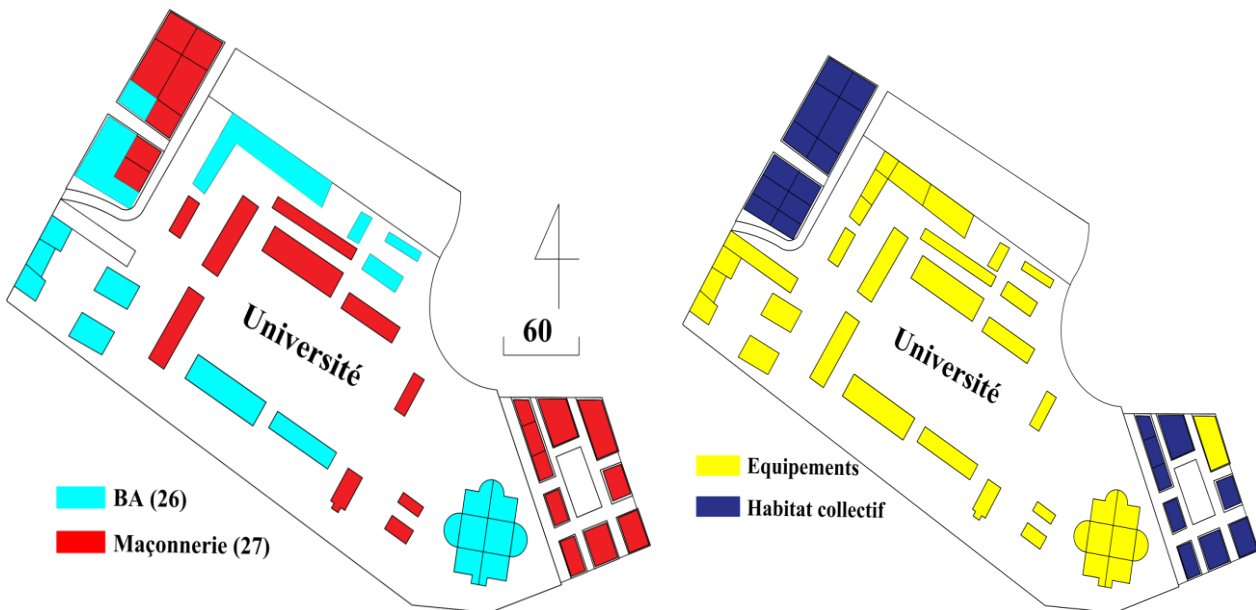 Université
60
BA (26)
Maçonnerie (27)
Université
Equipements
Habitat collectif